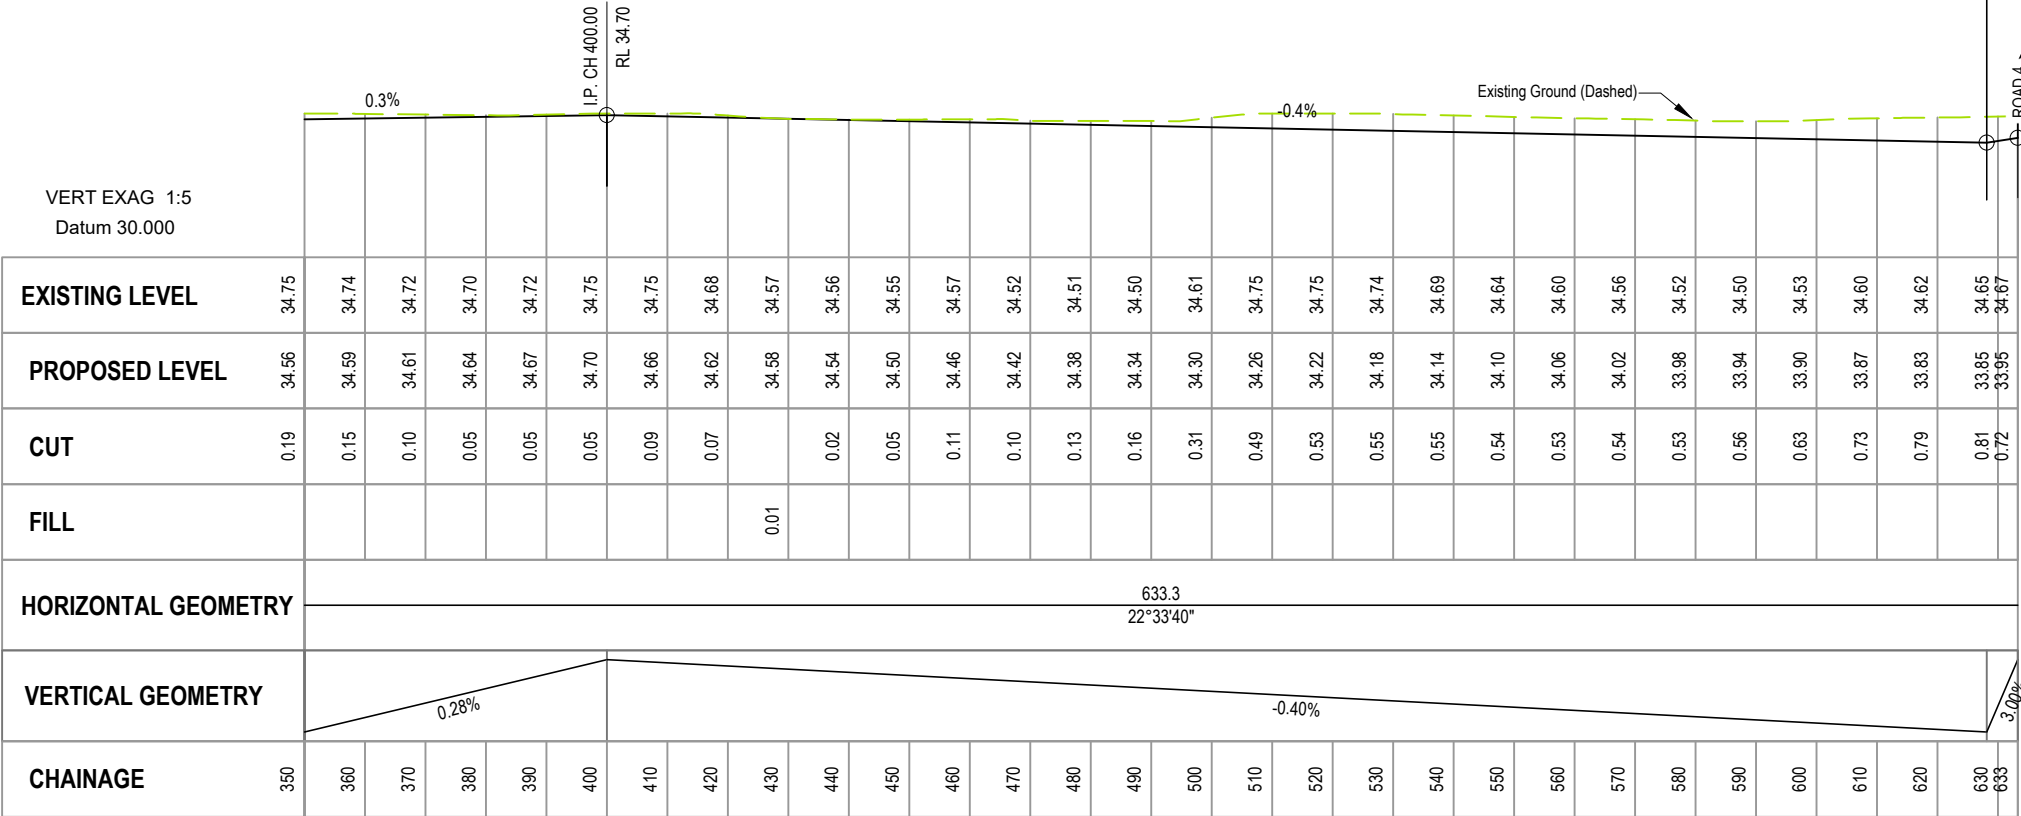 I.P. CH 400.00
RL 34.70
0.3%
Existing Ground (Dashed)
-0.4%
ROAD 4
VERT EXAG 1:5
Datum 30.000
EXISTING LEVEL 34.75 34.74 34.72 34.70 34.72 34.75 34.75 34.68 34.57 34.56 34.55 34.57 34.52 34.51 34.50 34.61 34.75 34.75 34.74 34.69 34.64 34.60 34.56 34.52 34.50 34.53 34.60 34.62 34.65 34.67
PROPOSED LEVEL 34.56 34.59 34.61 34.64 34.67 34.70 34.66 34.62 34.58 34.54 34.50 34.46 34.42 34.38 34.34 34.30 34.26 34.22 34.18 34.14 34.10 34.06 34.02 33.98 33.94 33.90 33.87 33.83 33.85 33.95
CUT 0.19 0.15 0.10 0.05 0.05 0.05 0.09 0.07 0.02 0.05 0.11 0.10 0.13 0.16 0.31 0.49 0.53 0.55 0.55 0.54 0.53 0.54 0.53 0.56 0.63 0.73 0.79 0.81 0.72
FILL 0.01
HORIZONTAL GEOMETRY
633.3
22°33'40"
VERTICAL GEOMETRY
0.28%
-0.40%
3.00%
CHAINAGE 350 360 370 380 390 400 410 420 430 440 450 460 470 480 490 500 510 520 530 540 550 560 570 580 590 600 610 620 630 633